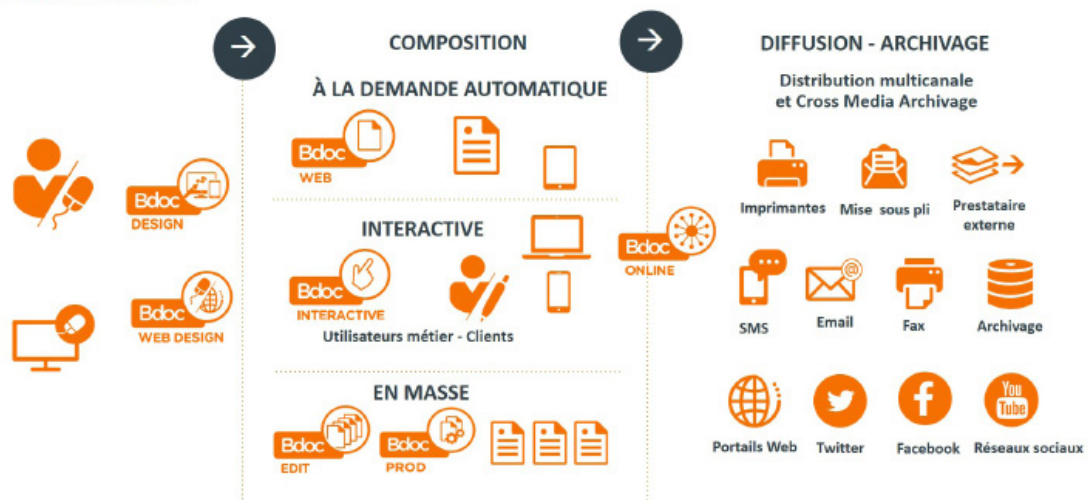 Bdoc
DESIGN
Bdoc
WEB DESIGN
COMPOSITION
À LA DEMANDE AUTOMATIQUE
Bdoc
WEB
INTERACTIVE
Bdoc
INTERACTIVE
Utilisateurs métier - Clients
EN MASSE
Bdoc
EDIT
Bdoc
PROD
Bdoc
ONLINE
DIFFUSION - ARCHIVAGE
Distribution multicanale
et Cross Media Archivage
Imprimantes
Mise sous pli
Prestataire
externe
SMS
@
Email
Fax
Archivage
Portails Web
Twitter
f
Facebook
You
Tube
Réseaux sociaux